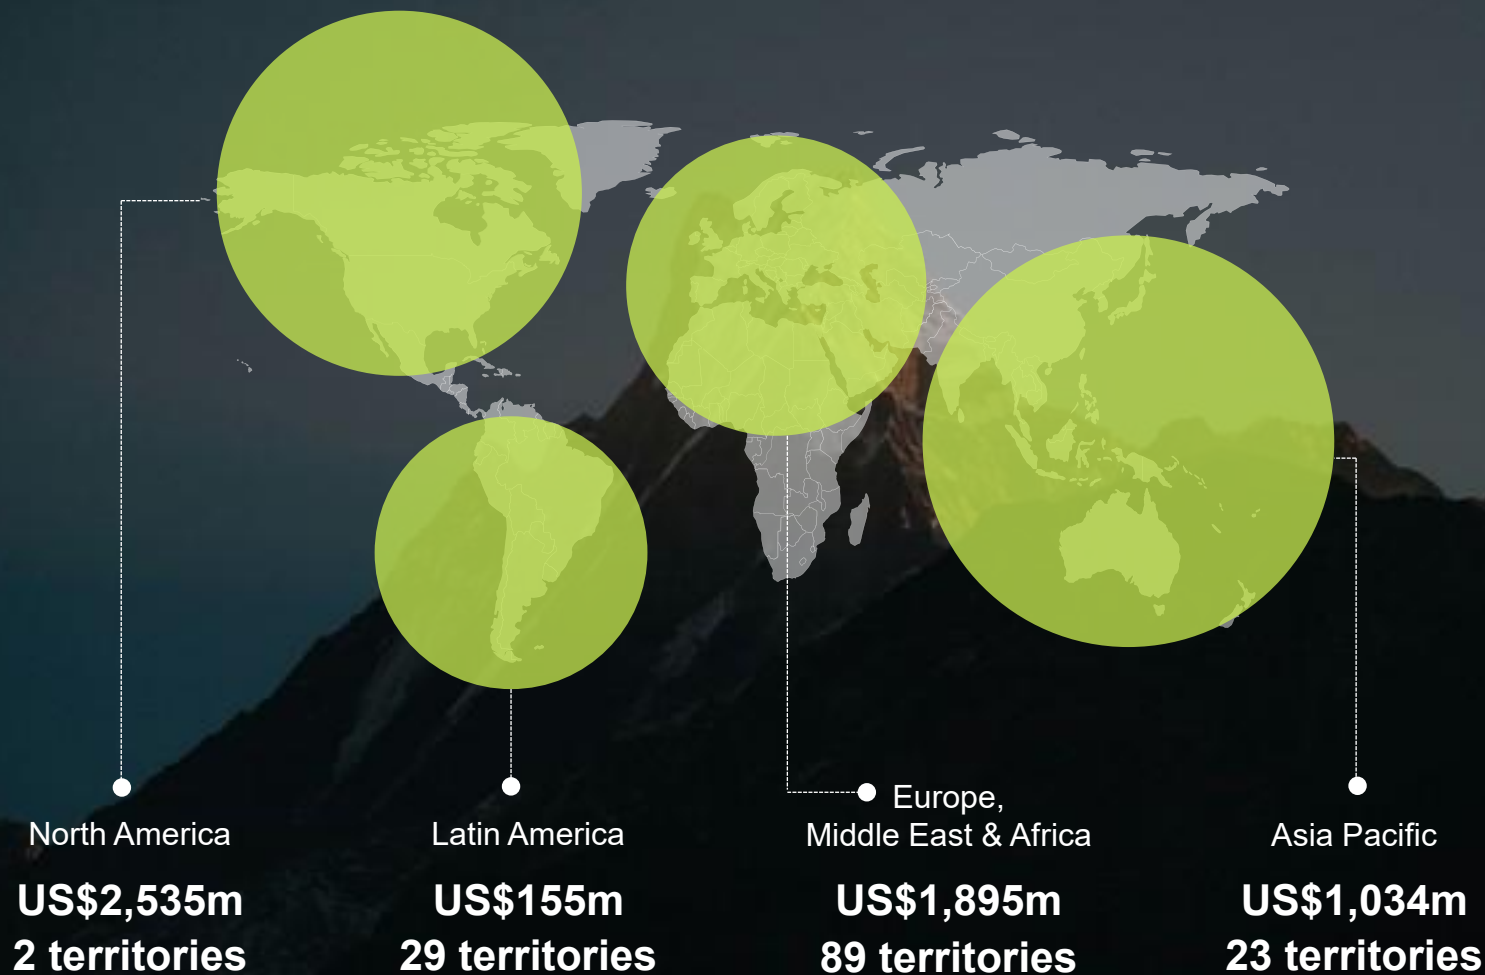 North America
US$2,535m
2 territories
Latin America
US$155m
29 territories
Europe,
Middle East & Africa
US$1,895m
89 territories
Asia Pacific
US$1,034m
23 territories